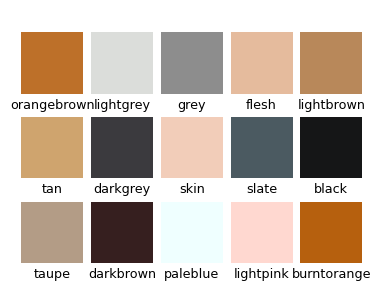 orangebrown lightgrey grey flesh lightbrown
tan darkgrey skin slate black
taupe darkbrown paleblue lightpink burntorange